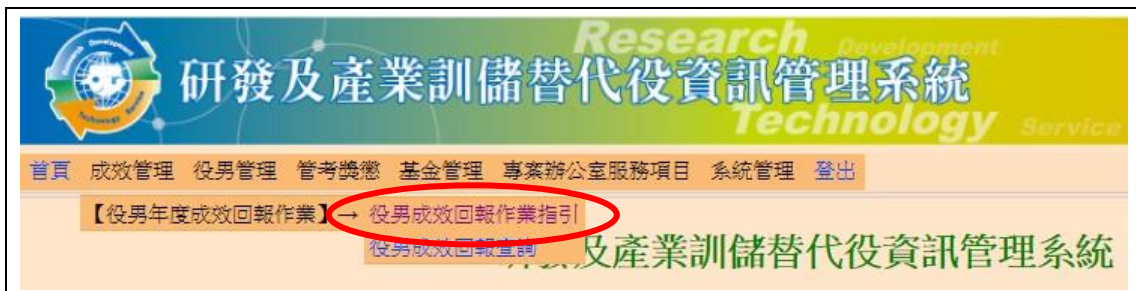 Research Development
研發及產業訓儲替代役資訊管理系統
Technology Service
首頁 成效管理 役男管理 管考獎懲 基金管理 專案辦公室服務項目 系統管理 登出
【役男年度成效回報作業】→ 役男成效回報作業指引
役男成效回報查詢
研發及產業訓儲替代役資訊管理系統